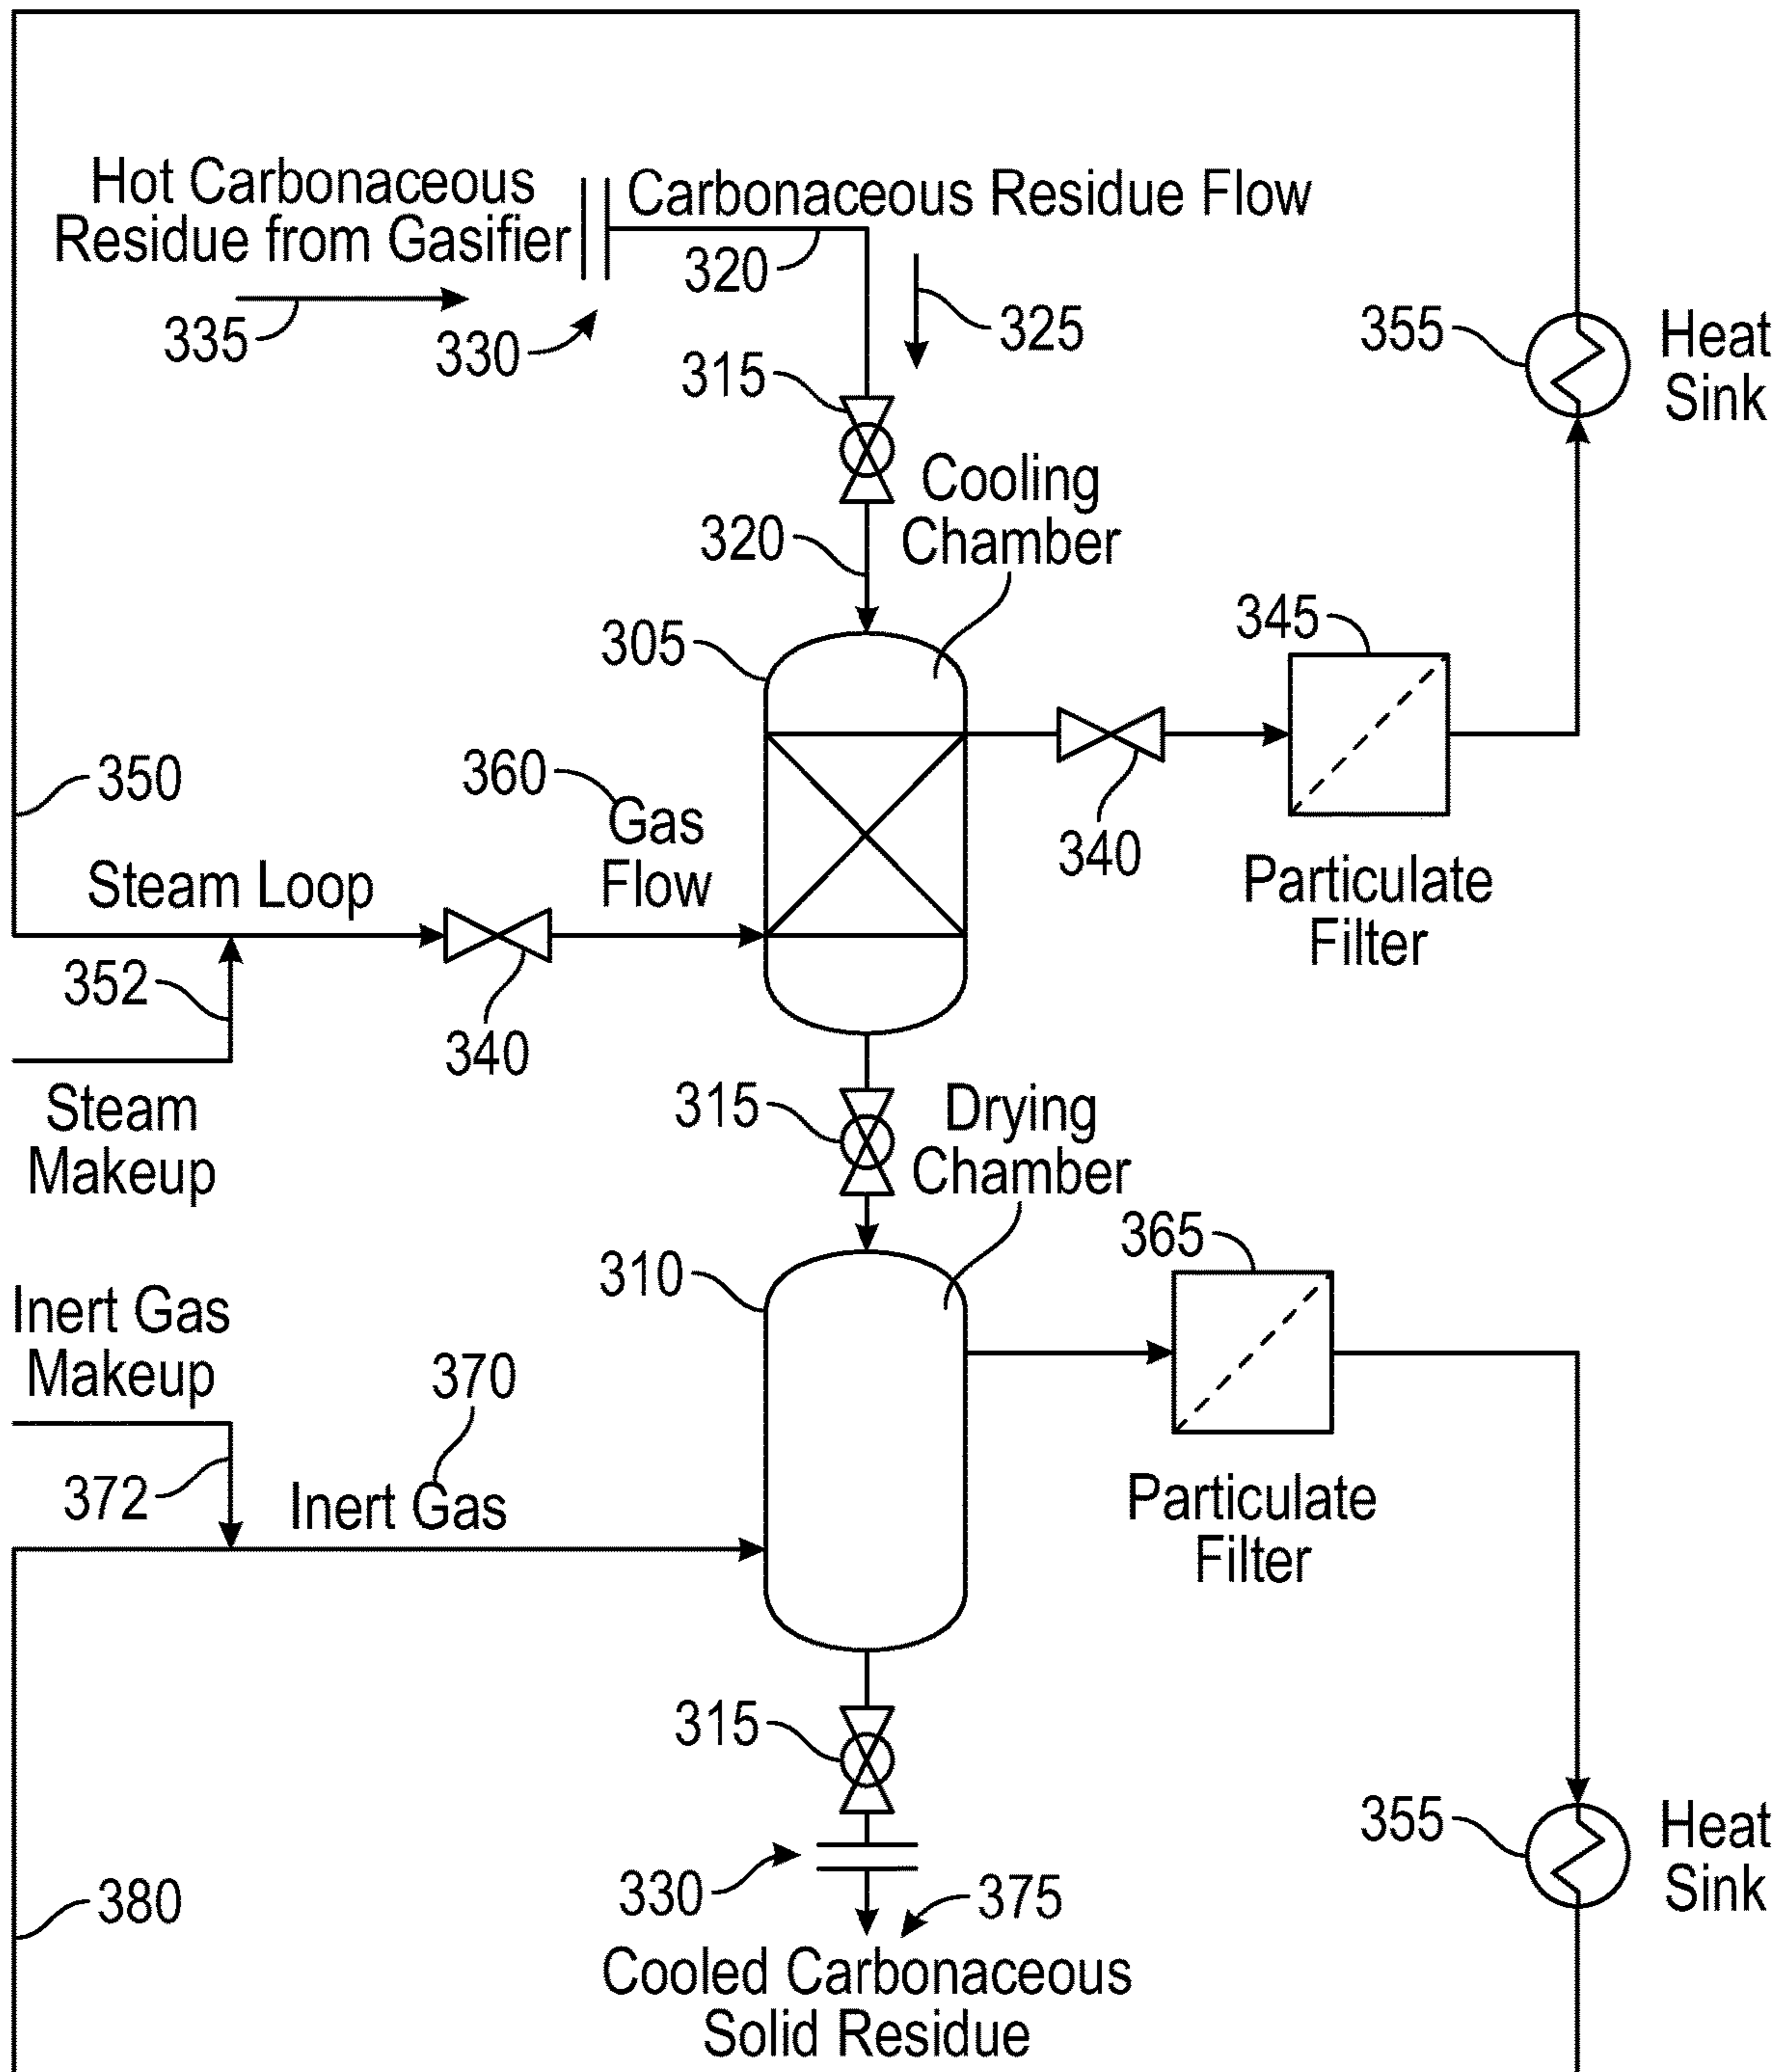 Hot Carbonaceous
Residue from Gasifier
Carbonaceous Residue Flow
320
335
330
325
315
355
Heat
Sink
Cooling
Chamber
320
305
345
350
360
Gas
Flow
340
Particulate
Filter
Steam Loop
352
340
Steam
Makeup
315
Drying
Chamber
310
365
Inert Gas
Makeup
370
372
Inert Gas
Particulate
Filter
315
355
Heat
Sink
330
375
380
Cooled Carbonaceous
Solid Residue